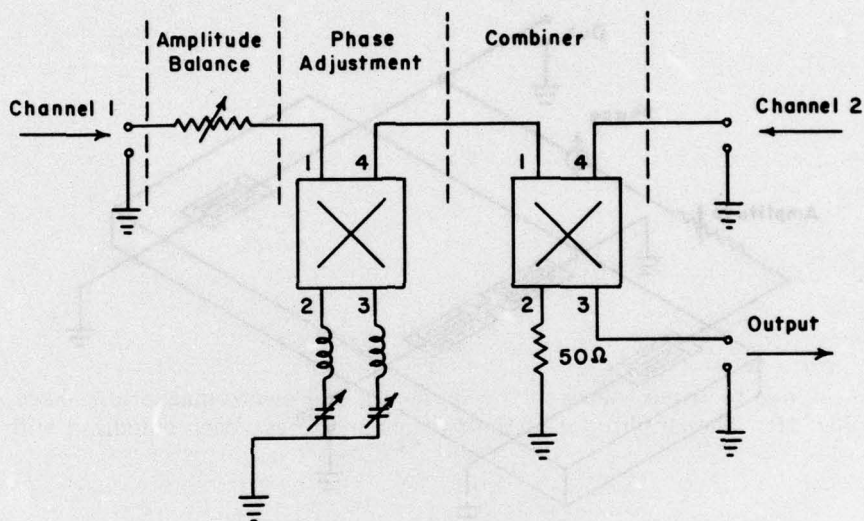 Amplitude
Balance
Phase
Adjustment
Combiner
Channel 1
Channel 2
1
4
1
4
2
3
2
3
50Ω
Output